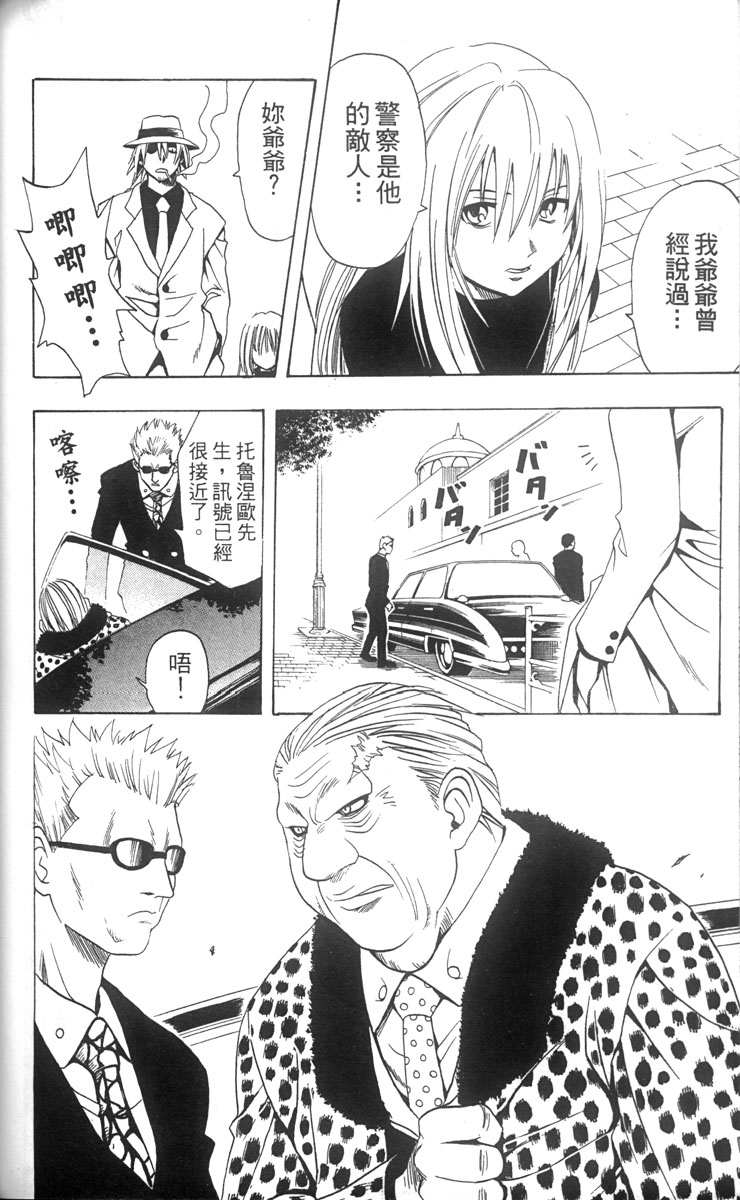 我爺爺曾
經說過…
警察是他
的敵人…
妳爺爺？
唧唧唧…
バタン
バタン
托魯涅歐先
生，訊號已經
很接近了。
喀嚓…
唔！